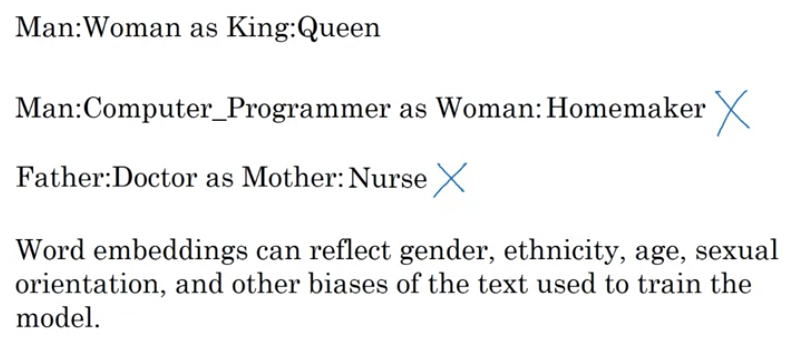 Man:Woman as King:Queen
Man:Computer_Programmer as Woman: Homemaker
Father:Doctor as Mother: Nurse
Word embeddings can reflect gender, ethnicity, age, sexual
orientation, and other biases of the text used to train the
model.